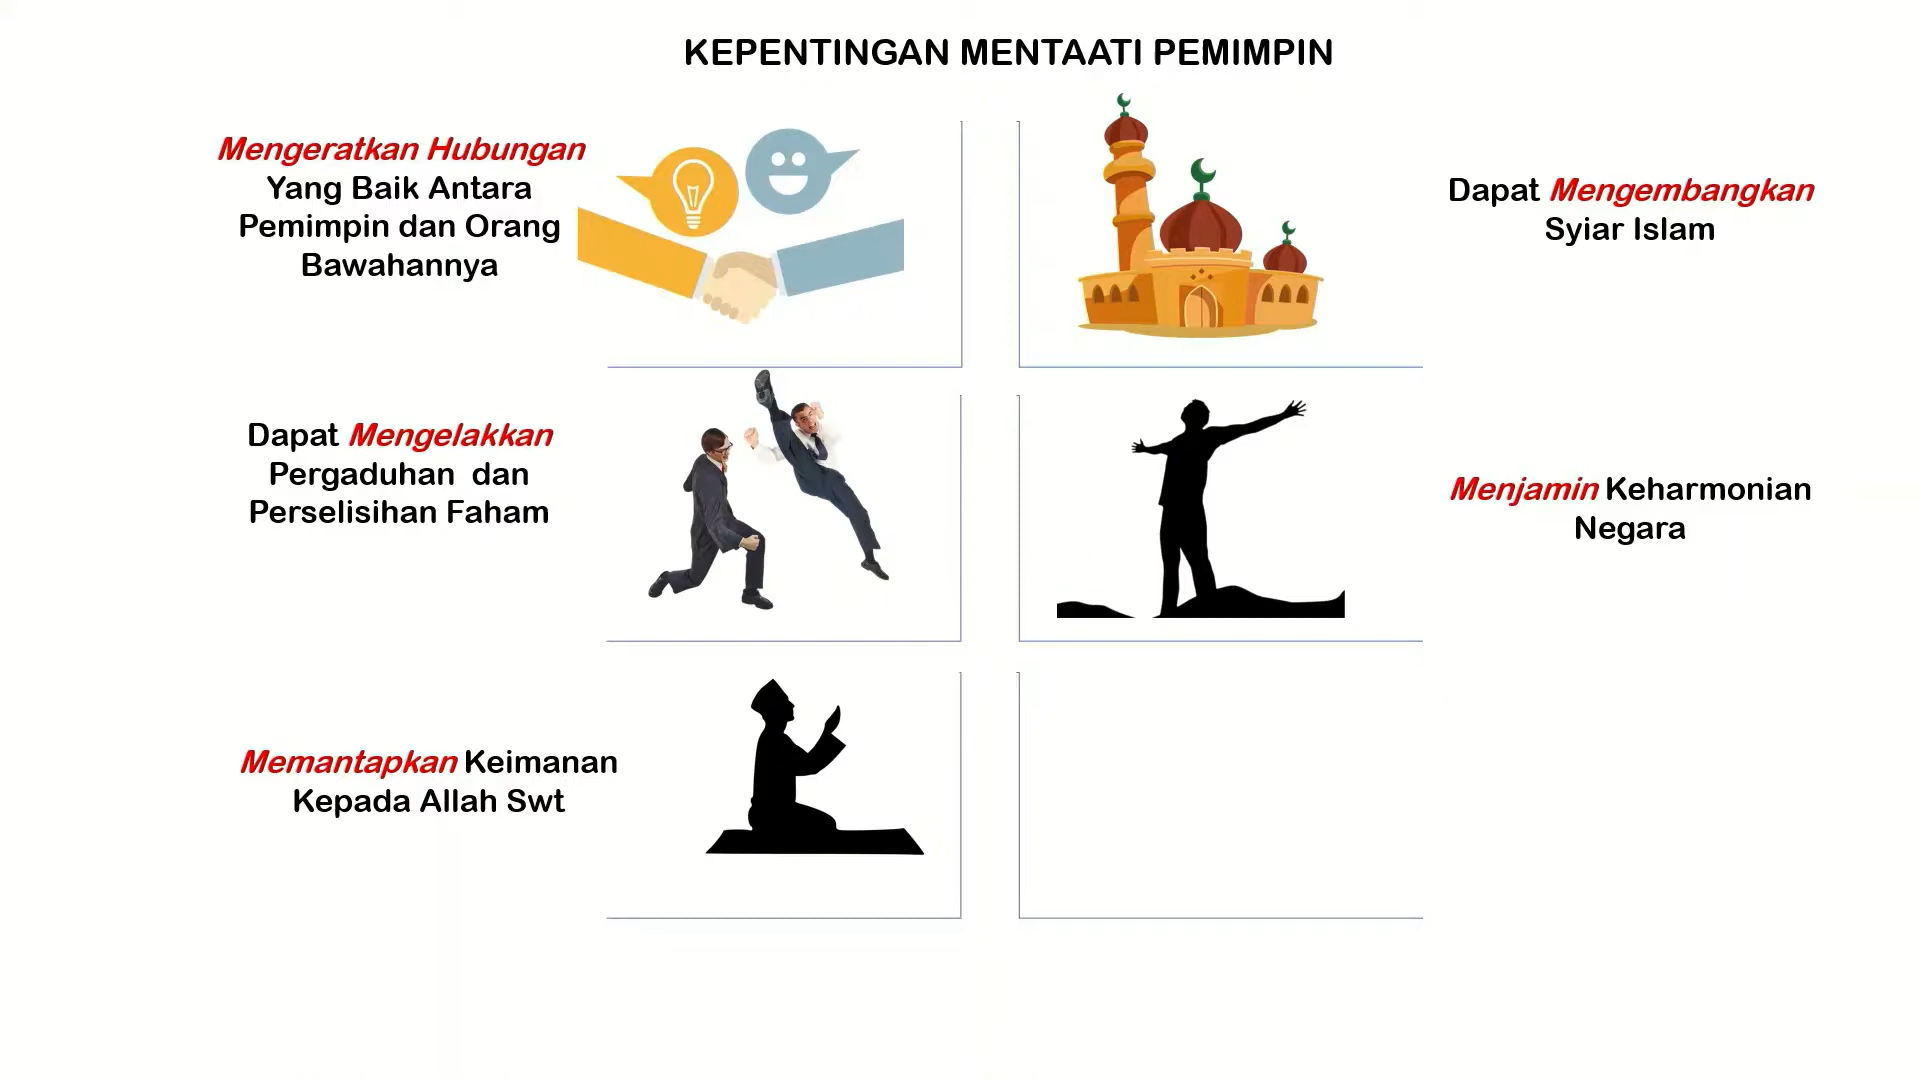 KEPENTINGAN MENTAATI PEMIMPIN
Mengeratkan Hubungan
Yang Baik Antara
Pemimpin dan Orang
Bawahannya
Dapat Mengembangkan
Syiar Islam
Dapat Mengelakkan
Pergaduhan dan
Perselisihan Faham
Menjamin Keharmonian
Negara
Memantapkan Keimanan
Kepada Allah Swt